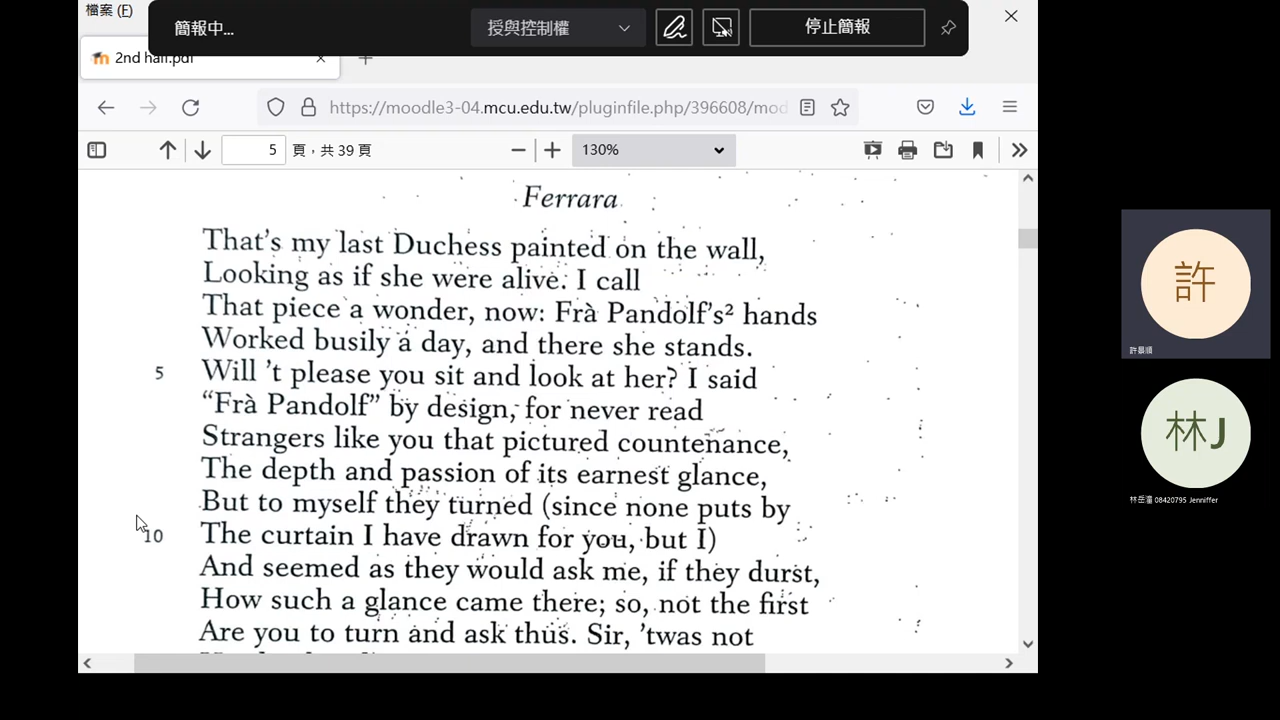 檔案 (F)
簡報中...
授與控制權
停止簡報
2nd half.pdf
https://moodle3-04.mcu.edu.tw/pluginfile.php/396608/mod
5 頁，共 39 頁
130%
Ferrara
That's my last Duchess painted on the wall,
Looking as if she were alive. I call
That piece a wonder, now: Frà Pandolf's² hands
Worked busily a day, and there she stands.
5 Will 't please you sit and look at her? I said
“Frà Pandolf” by design, for never read
Strangers like you that pictured countenance,
The depth and passion of its earnest glance,
But to myself they turned (since none puts by
10 The curtain I have drawn for you, but I)
And seemed as they would ask me, if they durst,
How such a glance came there; so, not the first
Are you to turn and ask thus. Sir, 'twas not
許
許景順
林J
08420795 Jenniffer